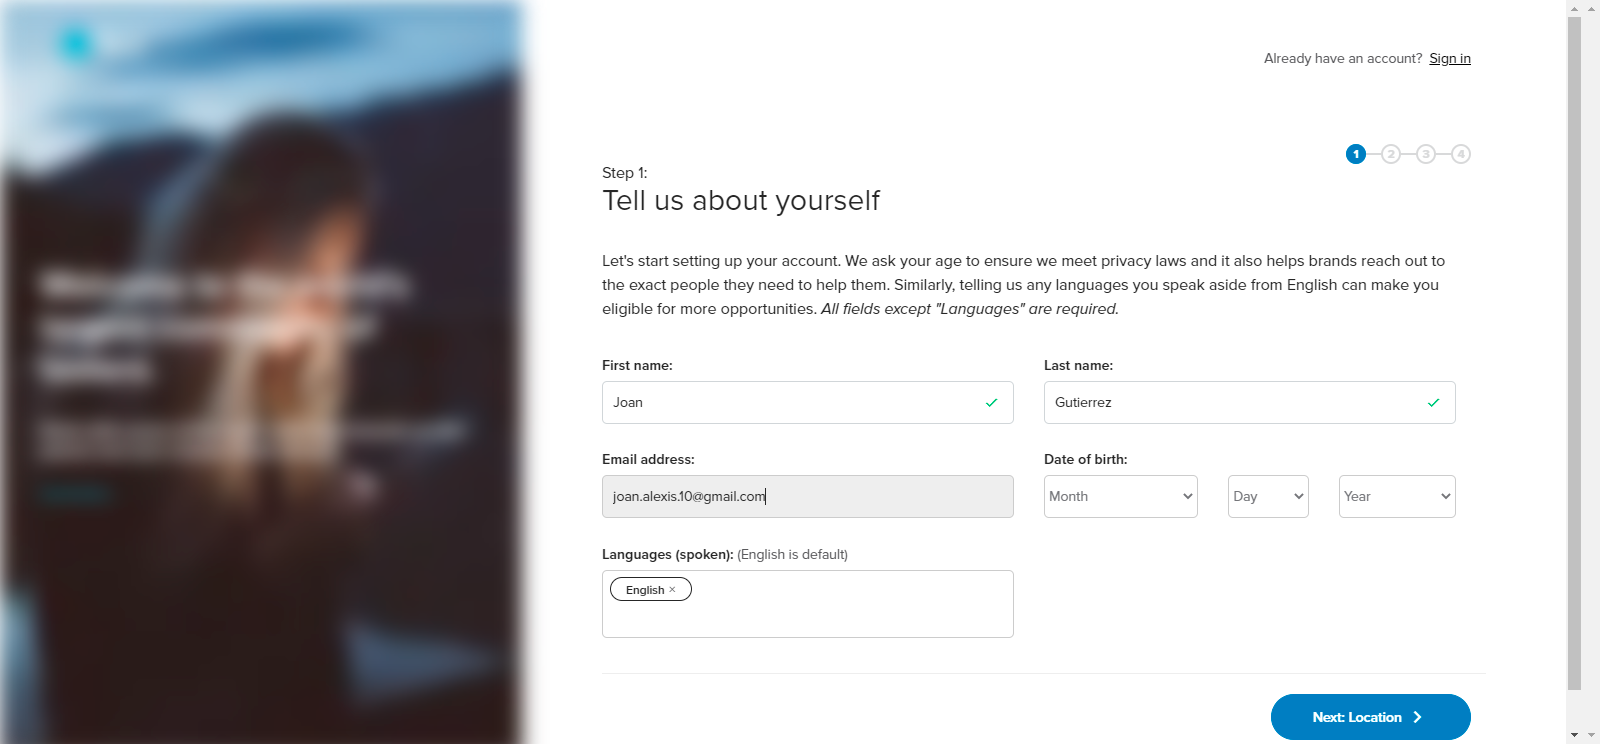 Already have an account? Sign in
1 2 3 4
Step 1:
Tell us about yourself
Let's start setting up your account. We ask your age to ensure we meet privacy laws and it also helps brands reach out to
the exact people they need to help them. Similarly, telling us any languages you speak aside from English can make you
eligible for more opportunities. All fields except "Languages" are required.
First name:
Last name:
Joan
Gutierrez
Email address:
Date of birth:
joan.alexis.10@gmail.com
Month
Day
Year
Languages (spoken): (English is default)
English ×
Next: Location